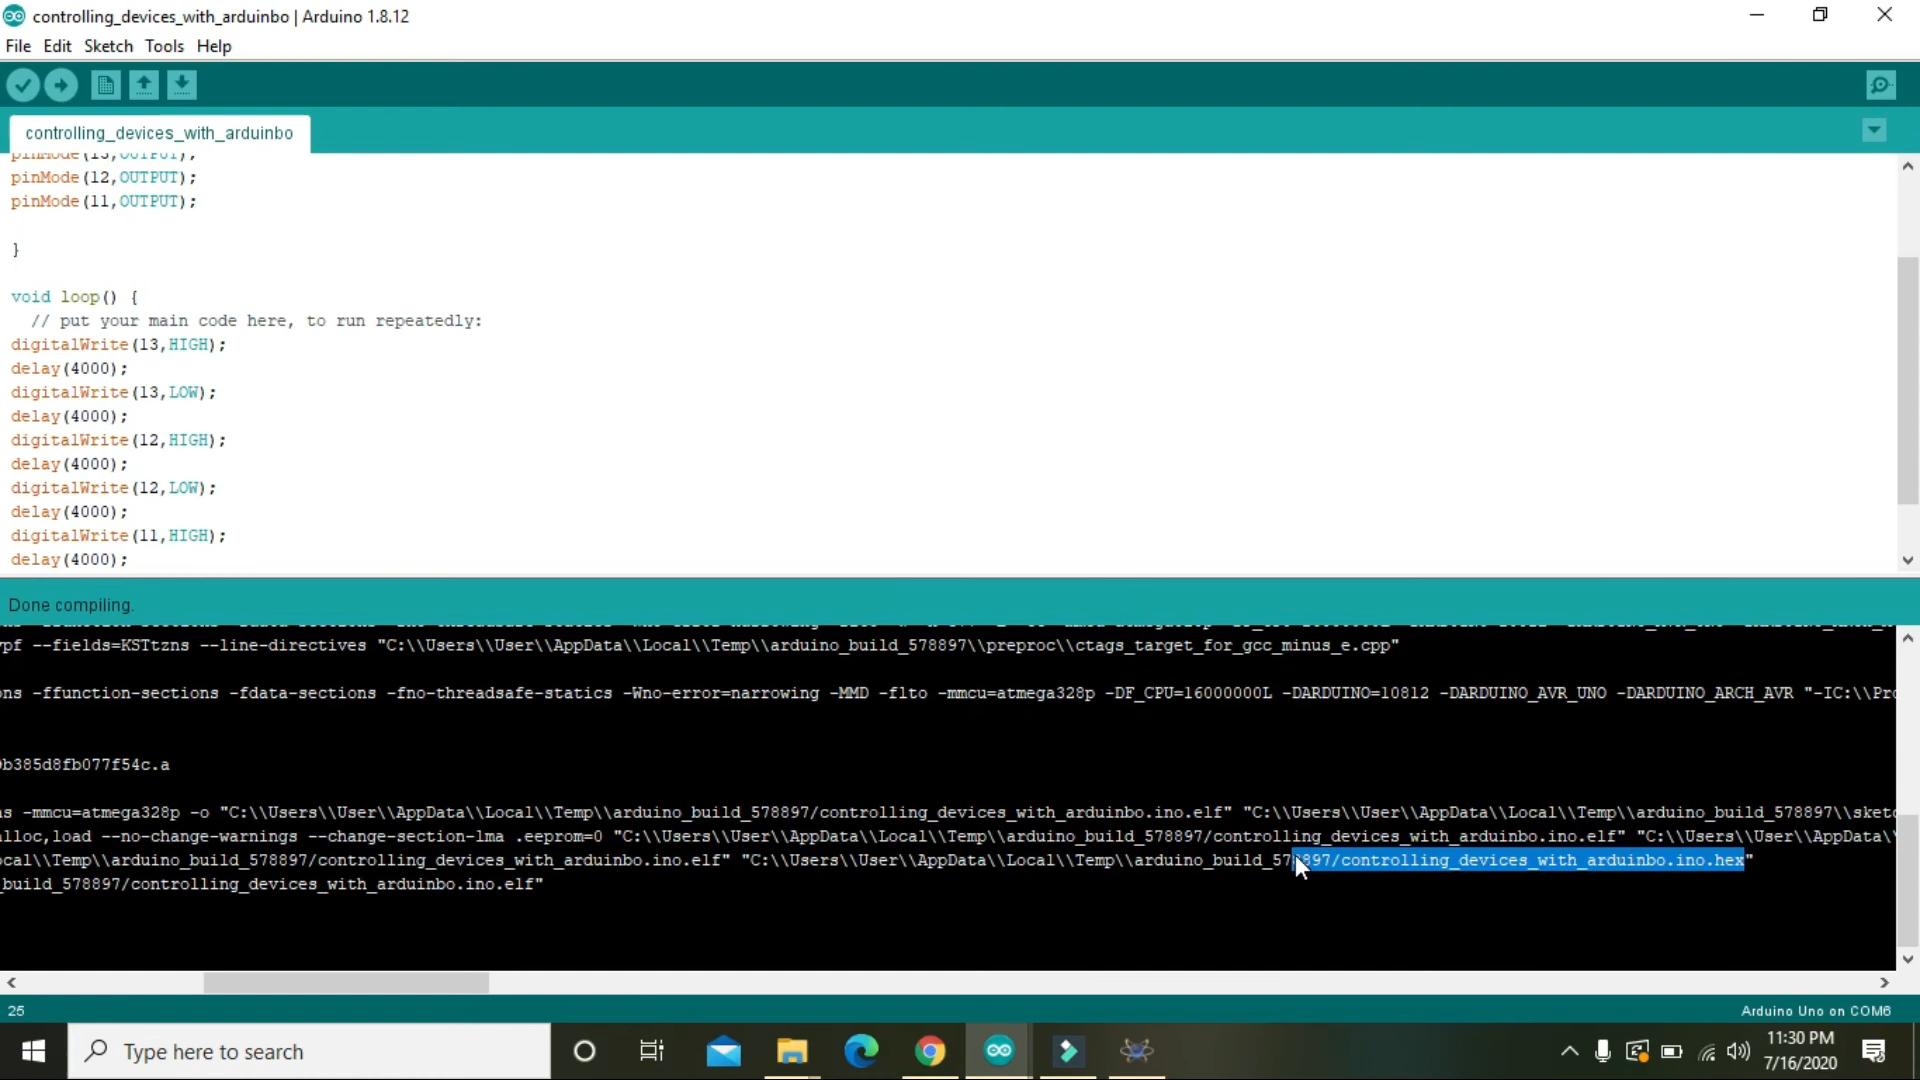 controlling_devices_with_arduinbo | Arduino 1.8.12
File Edit Sketch Tools Help
controlling_devices_with_arduinbo
pinMode(13,OUTPUT);
pinMode(12,OUTPUT);
pinMode(11,OUTPUT);
}
void loop() {
// put your main code here, to run repeatedly:
digitalWrite(13,HIGH);
delay(4000);
digitalWrite(13,LOW);
delay(4000);
digitalWrite(12,HIGH);
delay(4000);
digitalWrite(12,LOW);
delay(4000);
digitalWrite(11,HIGH);
delay(4000);
Done compiling.
pf --fields=KSTtzns --line-directives "C:\\Users\\User\\AppData\\Local\\Temp\\arduino_build_578897\\preproc\\ctags_target_for_gcc_minus_e.cpp"
ons -ffunction-sections -fdata-sections -fno-threadsafe-statics -Wno-error=narrowing -MMD -flto -mmcu=atmega328p -DF_CPU=16000000L -DARDUINO=10812 -DARDUINO_AVR_UNO -DARDUINO_ARCH_AVR "-IC:\\Pro
b385d8fb077f54c.a
s -mmcu=atmega328p -o "C:\\Users\\User\\AppData\\Local\\Temp\\arduino_build_578897/controlling_devices_with_arduinbo.ino.elf" "C:\\Users\\User\\AppData\\Local\\Temp\\arduino_build_578897\\sketc
lloc,load --no-change-warnings --change-section-lma .eeprom=0 "C:\\Users\\User\\AppData\\Local\\Temp\\arduino_build_578897/controlling_devices_with_arduinbo.ino.elf" "C:\\Users\\User\\AppData\\
ocal\\Temp\\arduino_build_578897/controlling_devices_with_arduinbo.ino.elf" "C:\\Users\\User\\AppData\\Local\\Temp\\arduino_build_578897/controlling_devices_with_arduinbo.ino.hex"
_build_578897/controlling_devices_with_arduinbo.ino.elf"
25
Arduino Uno on COM6
Type here to search
11:30 PM
7/16/2020